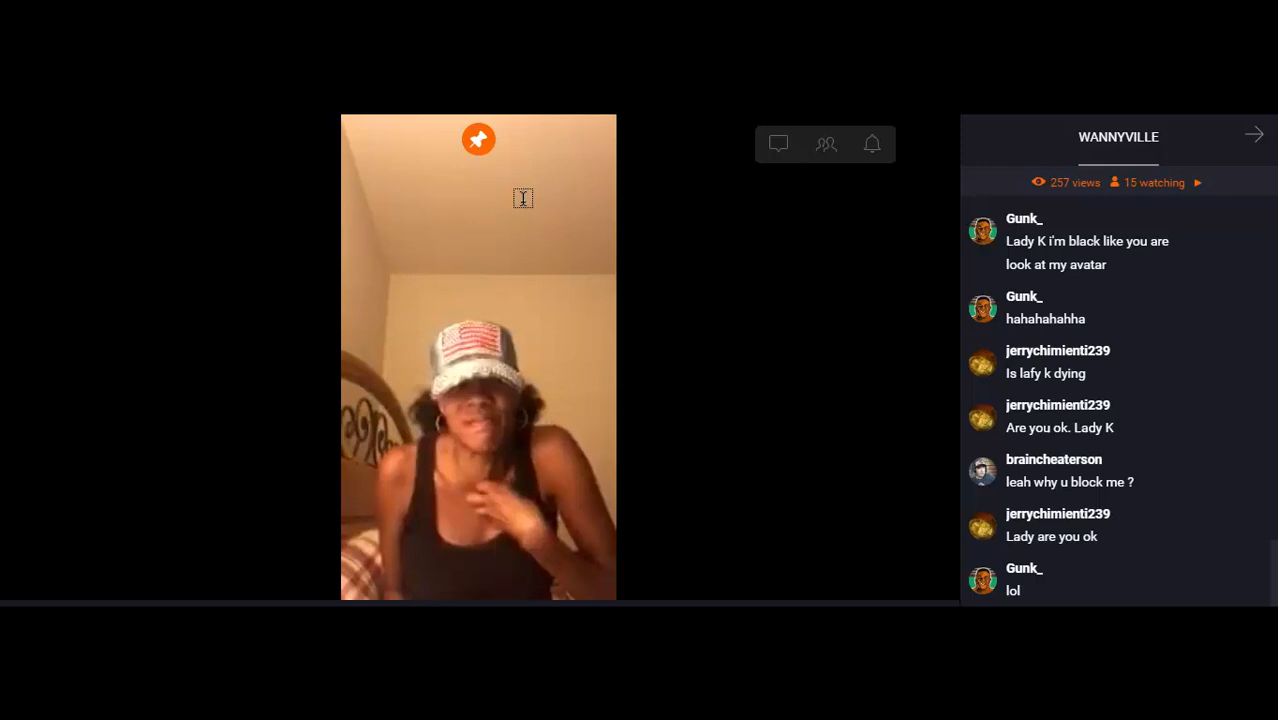 WANNYVILLE
257 views 15 watching
Gunk_
Lady K i'm black like you are
look at my avatar
Gunk_
hahahahahha
jerrychimienti239
Is lafy k dying
jerrychimienti239
Are you ok. Lady K
braincheaterson
leah why u block me ?
jerrychimienti239
Lady are you ok
Gunk_
lol